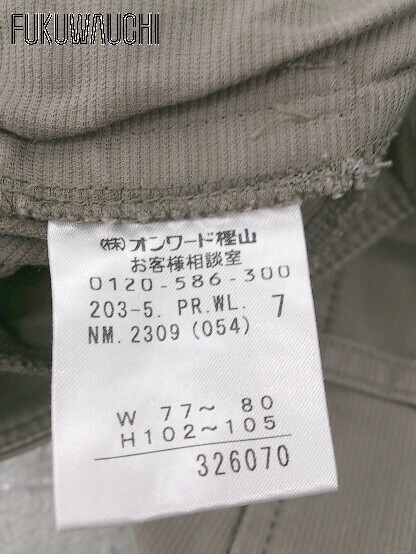 FUKUWAUCHI
㈱オンワード樫山
お客様相談室
0120-586-300
203-5. PR.WL. 7
NM.2309 (054)
W 77～ 80
H102～105
326070